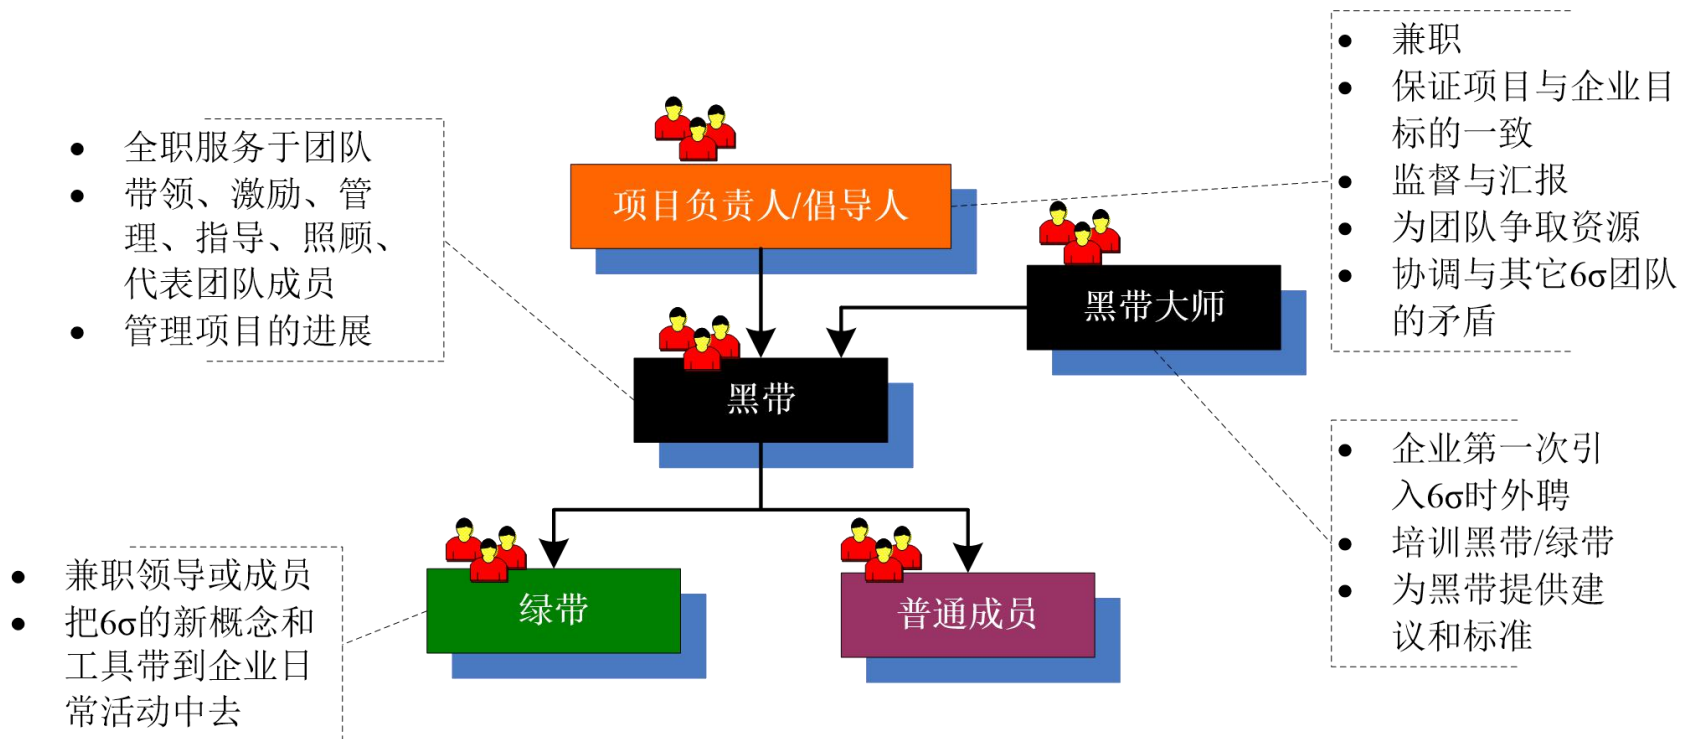 • 兼职
• 保证项目与企业目
标的一致
• 监督与汇报
• 为团队争取资源
• 协调与其它6σ团队
的矛盾
• 全职服务于团队
• 带领、激励、管
理、指导、照顾、
代表团队成员
• 管理项目的进展
项目负责人/倡导人
黑带大师
黑带
• 企业第一次引
入6σ时外聘
• 培训黑带/绿带
• 为黑带提供建
议和标准
• 兼职领导或成员
• 把6σ的新概念和
工具带到企业日
常活动中去
绿带
普通成员